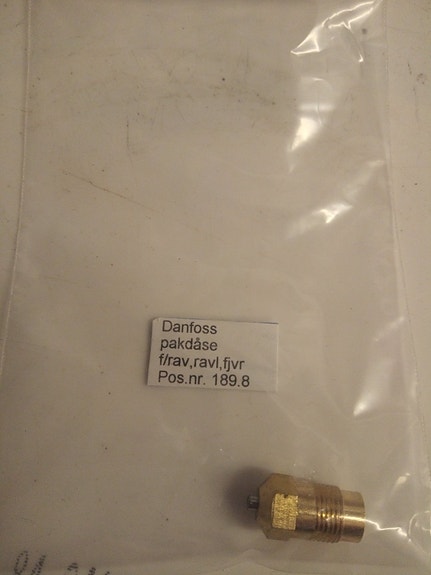 Danfoss
pakdåse
f/rav,ravl,fjvr
Pos.nr. 189.8